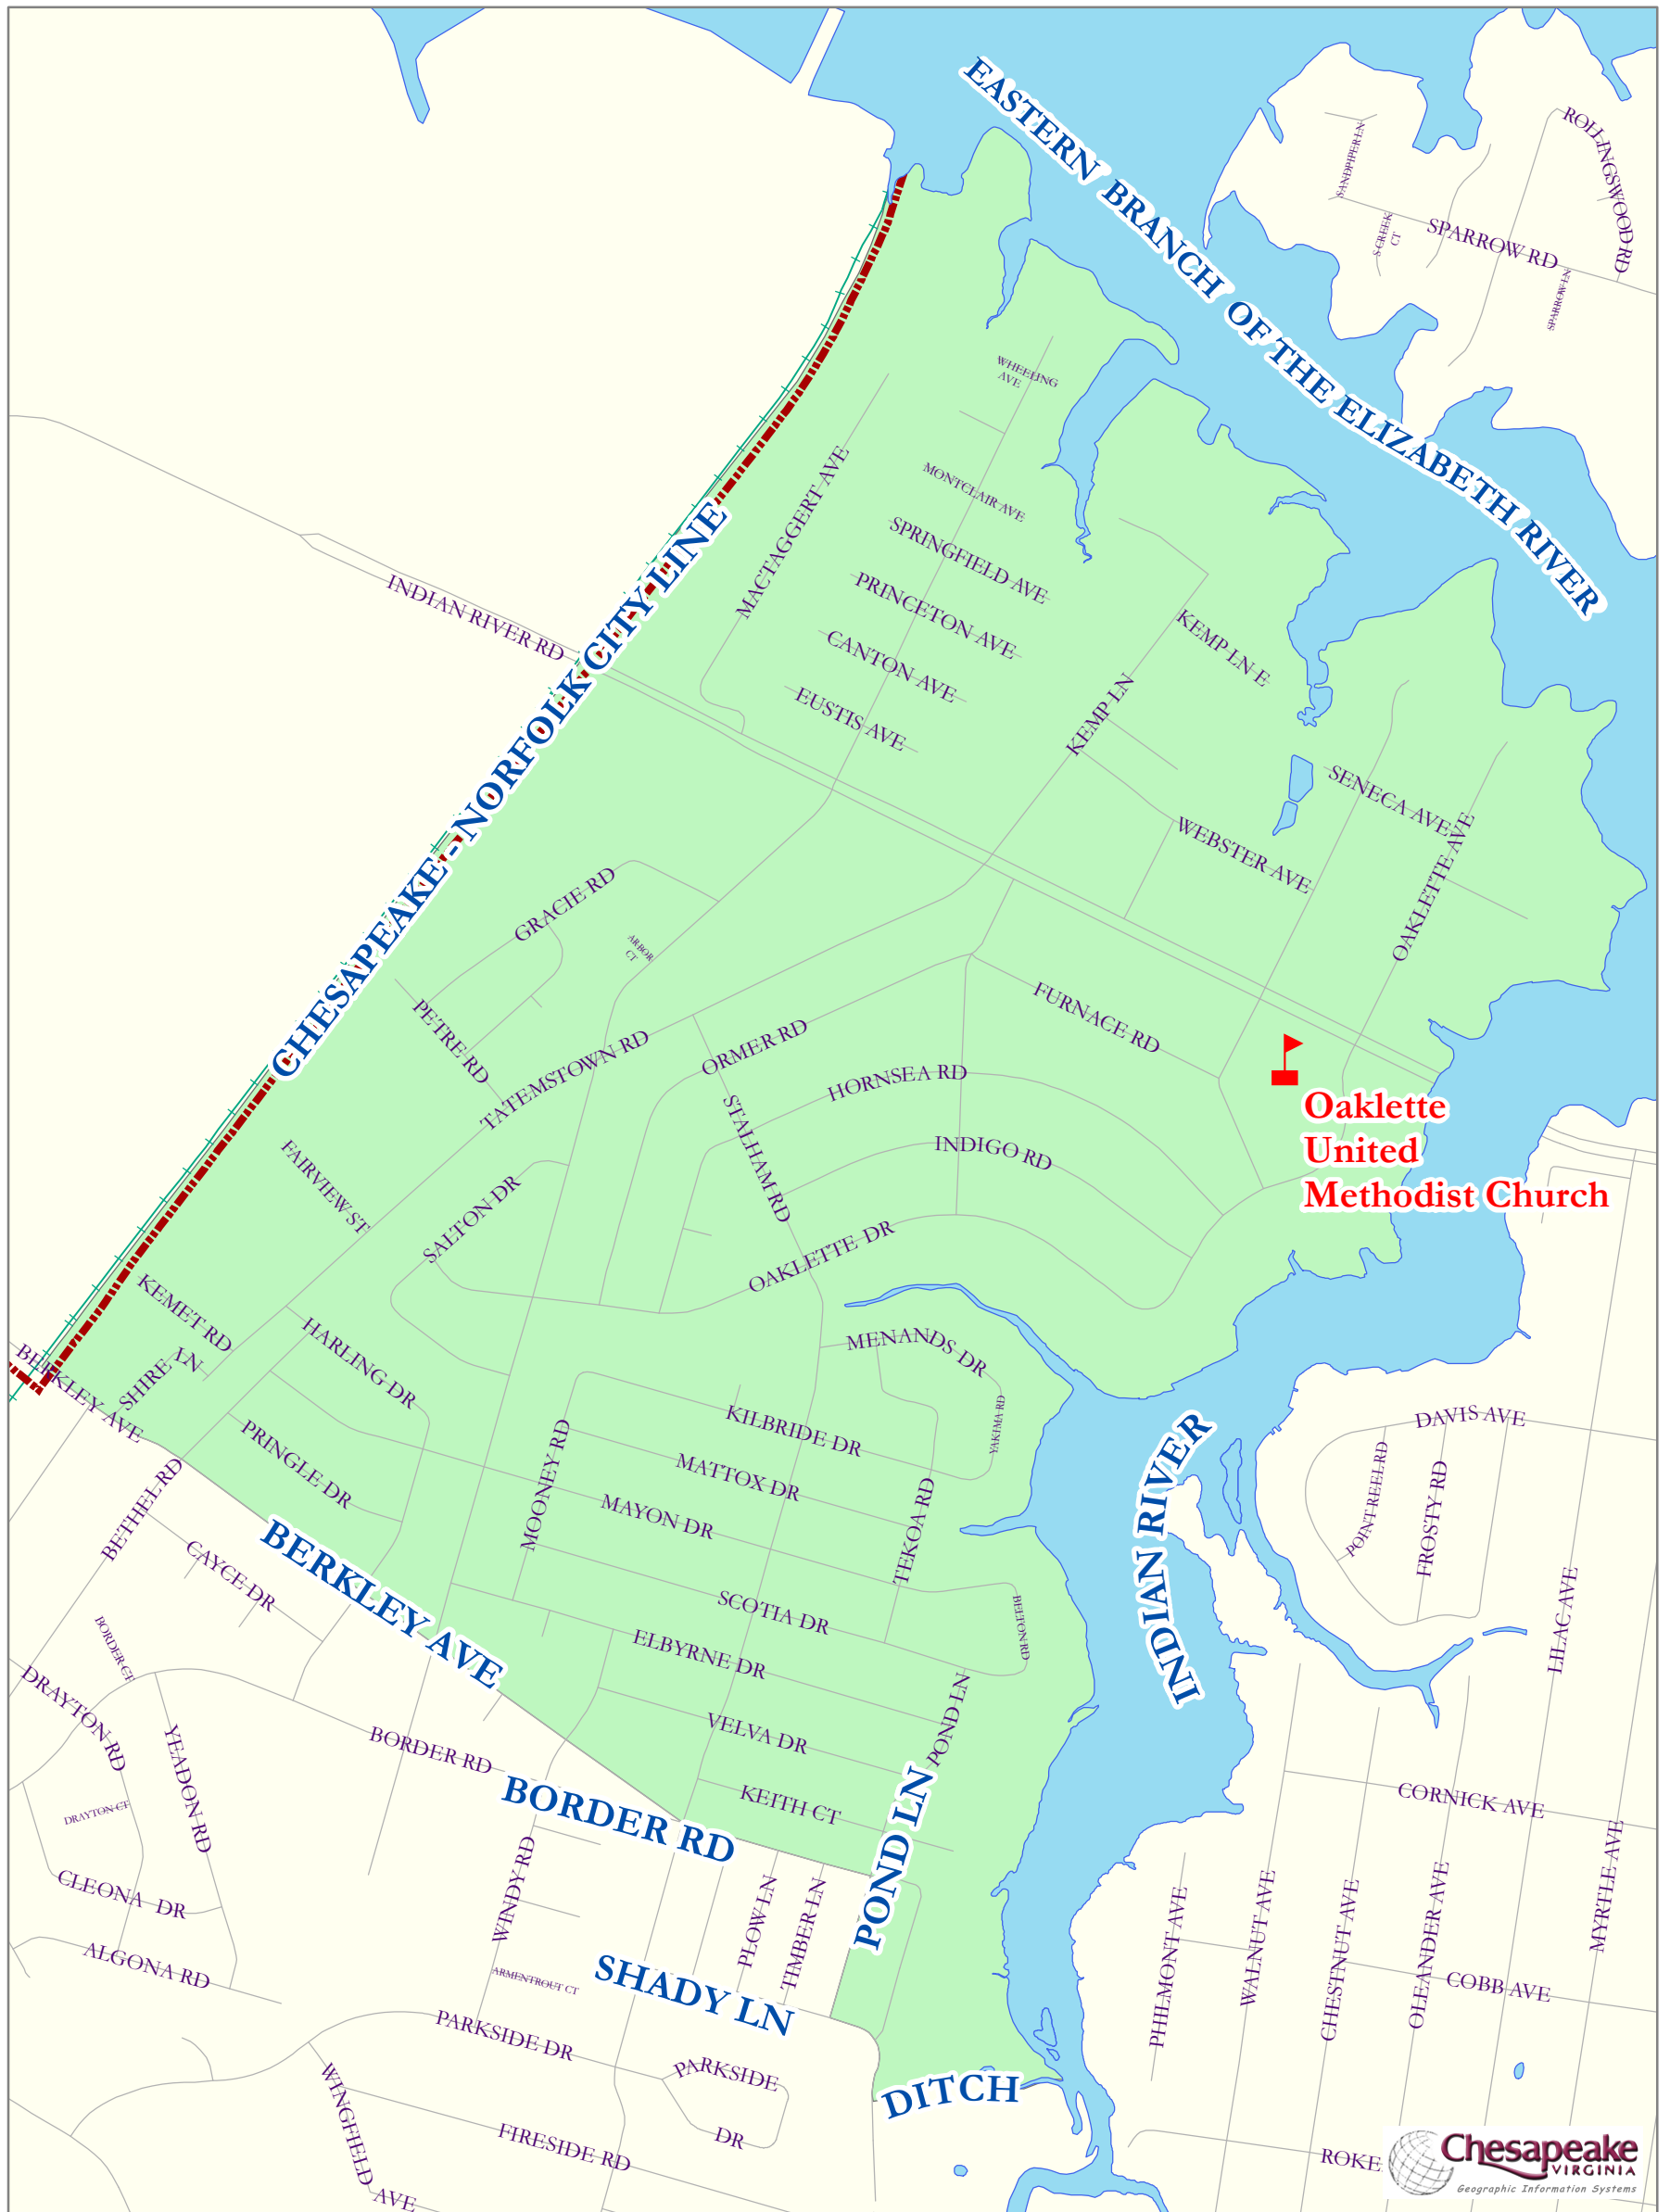 EASTERN BRANCH OF THE ELIZABETH RIVER
ROLLINGSWOOD RD
SANDPIPER LN
S CREEK
CT
SPARROW RD
SPARROW LN
WHEELING
AVE
MACTAGGERT AVE
MONTCLAIR AVE
SPRINGFIELD AVE
PRINCETON AVE
CANTON AVE
EUSTIS AVE
INDIAN RIVER RD
CHESAPEAKE - NORFOLK CITY LINE
KEMP LN E
KEMP LN
SENECA AVE
WEBSTER AVE
OAKLETTE AVE
GRACIE RD
ARBOR
CT
PETRE RD
TATEMSTOWN RD
ORMER RD
FURNACE RD
HORNSEA RD
STALHAM RD
INDIGO RD
Oaklette
United
Methodist Church
FAIRVIEW ST
SALTON DR
OAKLETTE DR
KEMET RD
SHIRE LN
BERKLEY AVE
HARLING DR
MENANDS DR
YAKIMA RD
KILBRIDE DR
MATTOX DR
MAYON DR
MOONEY RD
TEKOA RD
PRINGLE DR
BETHEL RD
CAYCE DR
BERKLEY AVE
SCOTIA DR
BELTON RD
ELBYRNE DR
POND LN
VELVA DR
KEITH CT
INDIAN RIVER
DAVIS AVE
POINT REEL RD
FROSTY RD
LILAC AVE
BORDER CT
DRAYTON RD
YEADON RD
DRAYTON CT
BORDER RD
BORDER RD
POND LN
CLEONA DR
ALGONA RD
WINDY RD
PLOW LN
TIMBER LN
ARMENTROUT CT
SHADY LN
PARKSIDE DR
PARKSIDE
DR
DITCH
WINGFIELD AVE
FIRESIDE RD
CORNICK AVE
MYRTLE AVE
PHILMONT AVE
WALNUT AVE
CHESTNUT AVE
OLEANDER AVE
COBB AVE
ROKE
Chesapeake
VIRGINIA
Geographic Information Systems